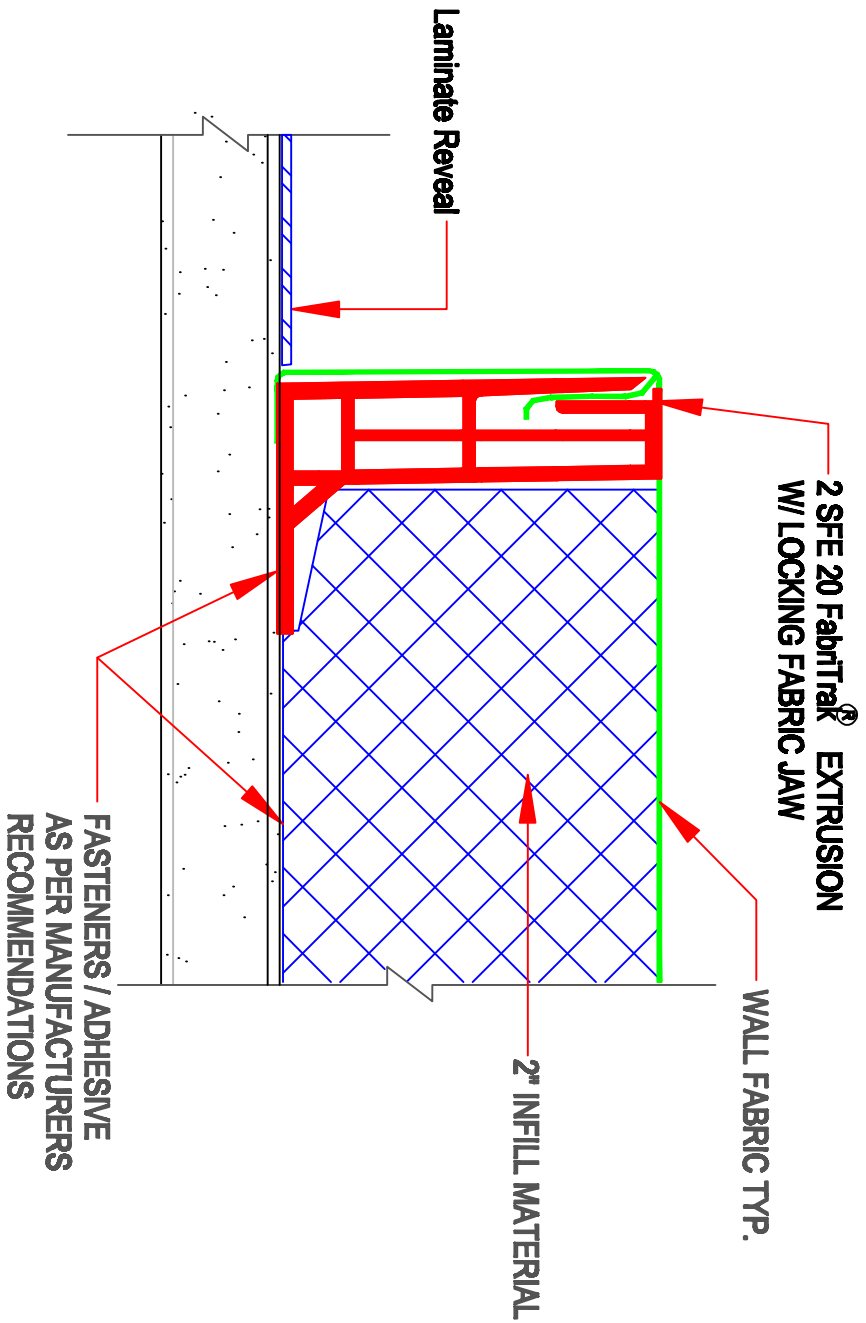 2 SFE 20 FabriTrak® EXTRUSION
W/ LOCKING FABRIC JAW
WALL FABRIC TYP.
2" INFILL MATERIAL
Laminate Reveal
FASTENERS / ADHESIVE
AS PER MANUFACTURERS
RECOMMENDATIONS